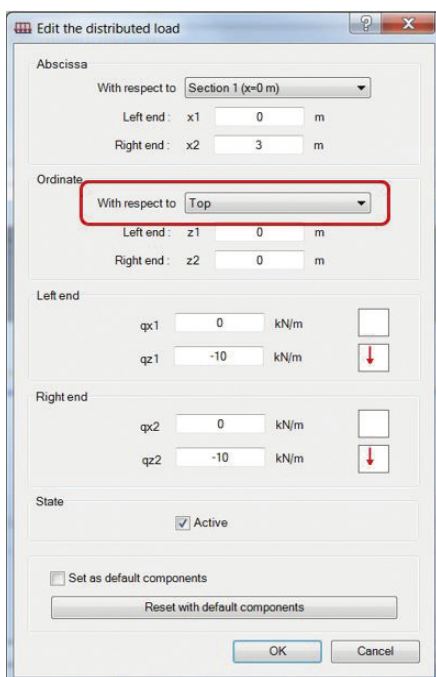 Edit the distributed load
Abscissa
With respect to Section 1 (x=0 m)
Left end : x1 0 m
Right end : x2 3 m
Ordinate
With respect to Top
Left end : z1 0 m
Right end : z2 0 m
Left end
qx1 0 kN/m
qz1 -10 kN/m
Right end
qx2 0 kN/m
qz2 -10 kN/m
State
Active
Set as default components
Reset with default components
OK Cancel